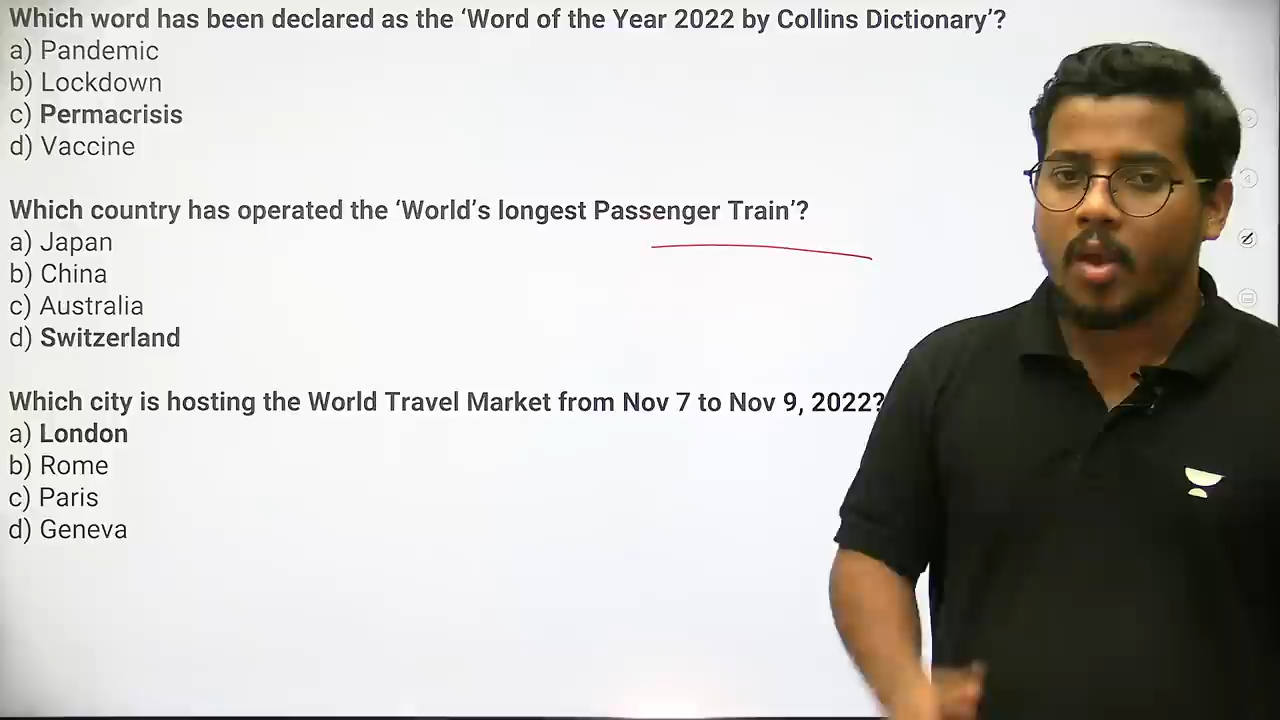 Which word has been declared as the ‘Word of the Year 2022 by Collins Dictionary’?
a) Pandemic
b) Lockdown
c) Permacrisis
d) Vaccine
Which country has operated the ‘World’s longest Passenger Train’?
a) Japan
b) China
c) Australia
d) Switzerland
Which city is hosting the World Travel Market from Nov 7 to Nov 9, 2022?
a) London
b) Rome
c) Paris
d) Geneva